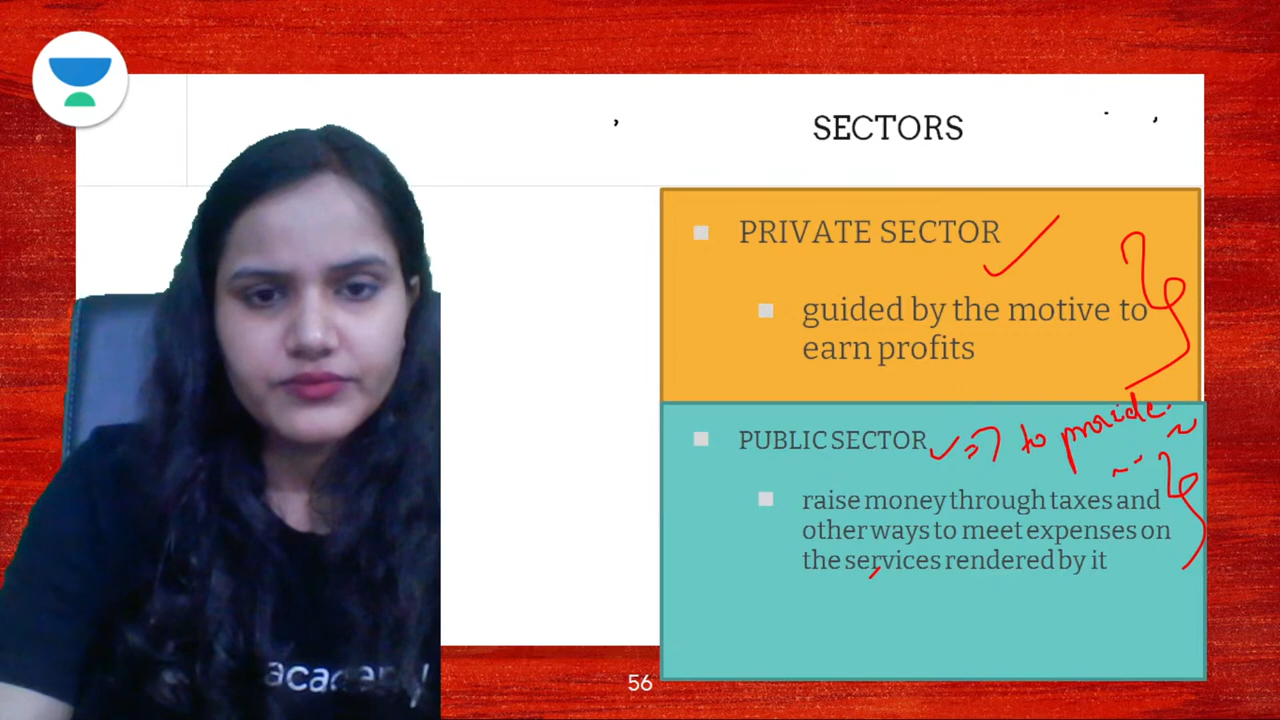 SECTORS
PRIVATE SECTOR
guided by the motive to
earn profits
PUBLIC SECTOR
to provide
raise money through taxes and
other ways to meet expenses on
the services rendered by it
academy
56